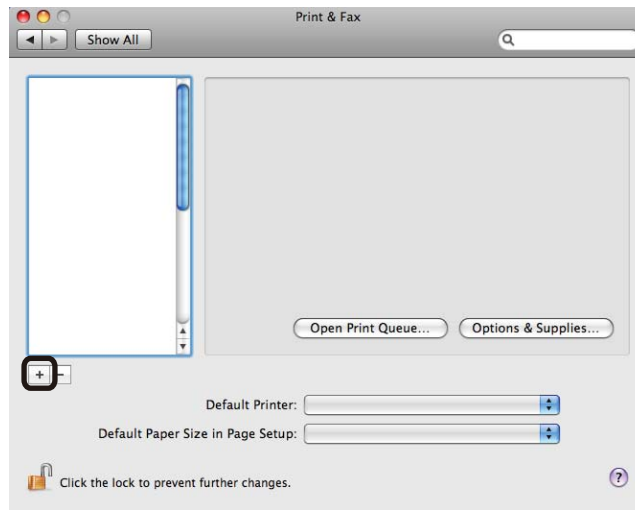 Print & Fax
Show All
Open Print Queue... Options & Supplies...
+ −
Default Printer:
Default Paper Size in Page Setup:
Click the lock to prevent further changes. ?